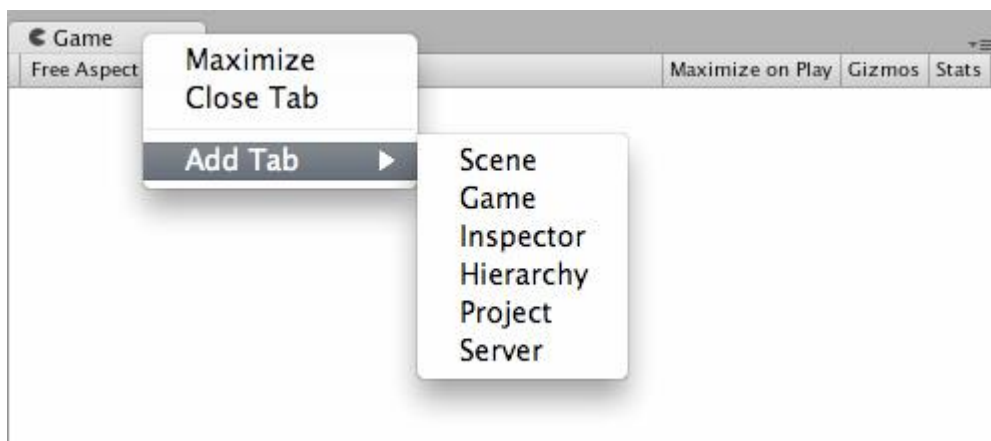 Game
Free Aspect
Maximize on Play Gizmos Stats
Maximize
Close Tab
Add Tab
Scene
Game
Inspector
Hierarchy
Project
Server